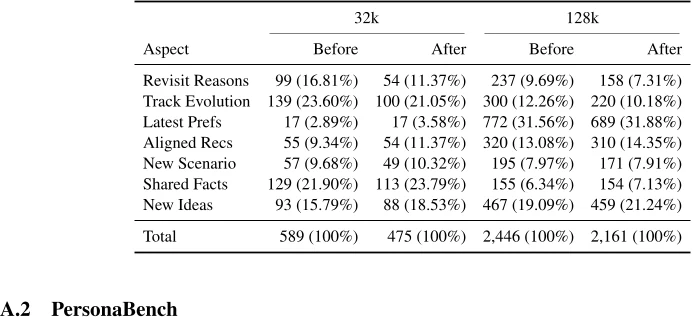 32k 128k
Aspect Before After Before After
Revisit Reasons 99 (16.81%) 54 (11.37%) 237 (9.69%) 158 (7.31%)
Track Evolution 139 (23.60%) 100 (21.05%) 300 (12.26%) 220 (10.18%)
Latest Prefs 17 (2.89%) 17 (3.58%) 772 (31.56%) 689 (31.88%)
Aligned Recs 55 (9.34%) 54 (11.37%) 320 (13.08%) 310 (14.35%)
New Scenario 57 (9.68%) 49 (10.32%) 195 (7.97%) 171 (7.91%)
Shared Facts 129 (21.90%) 113 (23.79%) 155 (6.34%) 154 (7.13%)
New Ideas 93 (15.79%) 88 (18.53%) 467 (19.09%) 459 (21.24%)
Total 589 (100%) 475 (100%) 2,446 (100%) 2,161 (100%)
A.2 PersonaBench